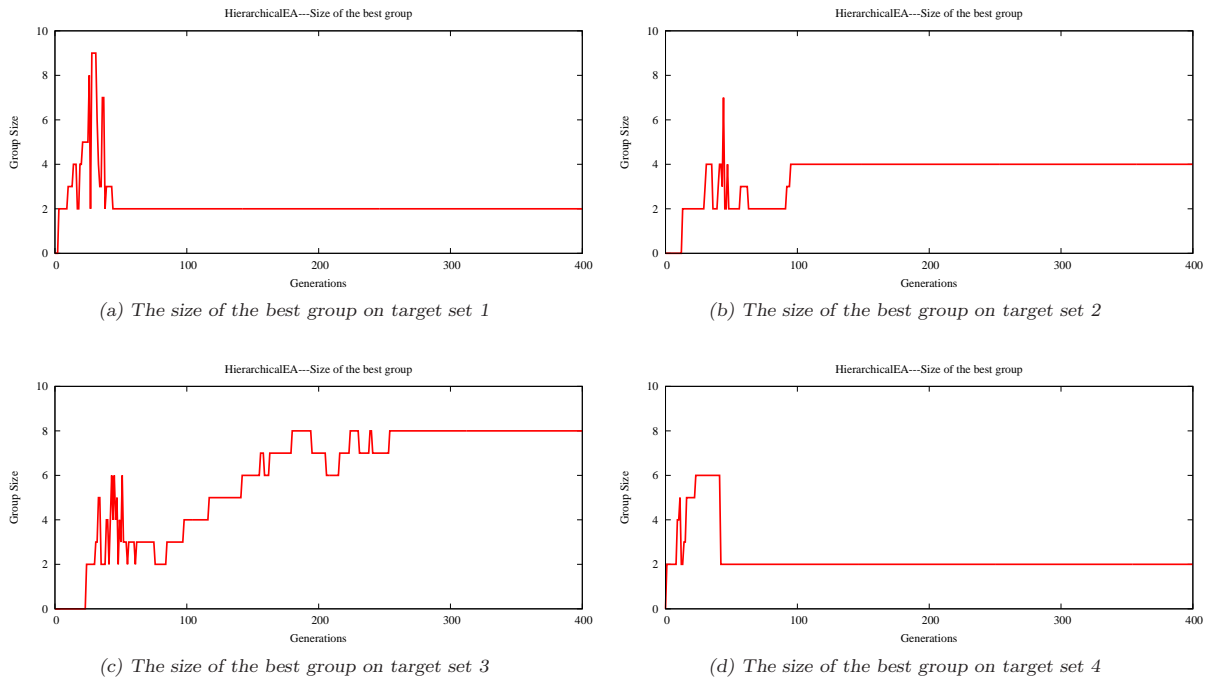 HierarchicalEA---Size of the best group
10
8
6
4
2
0
Group Size
0 100 200 300 400
Generations
(a) The size of the best group on target set 1
HierarchicalEA---Size of the best group
10
8
6
4
2
0
Group Size
0 100 200 300 400
Generations
(b) The size of the best group on target set 2
HierarchicalEA---Size of the best group
10
8
6
4
2
0
Group Size
0 100 200 300 400
Generations
(c) The size of the best group on target set 3
HierarchicalEA---Size of the best group
10
8
6
4
2
0
Group Size
0 100 200 300 400
Generations
(d) The size of the best group on target set 4